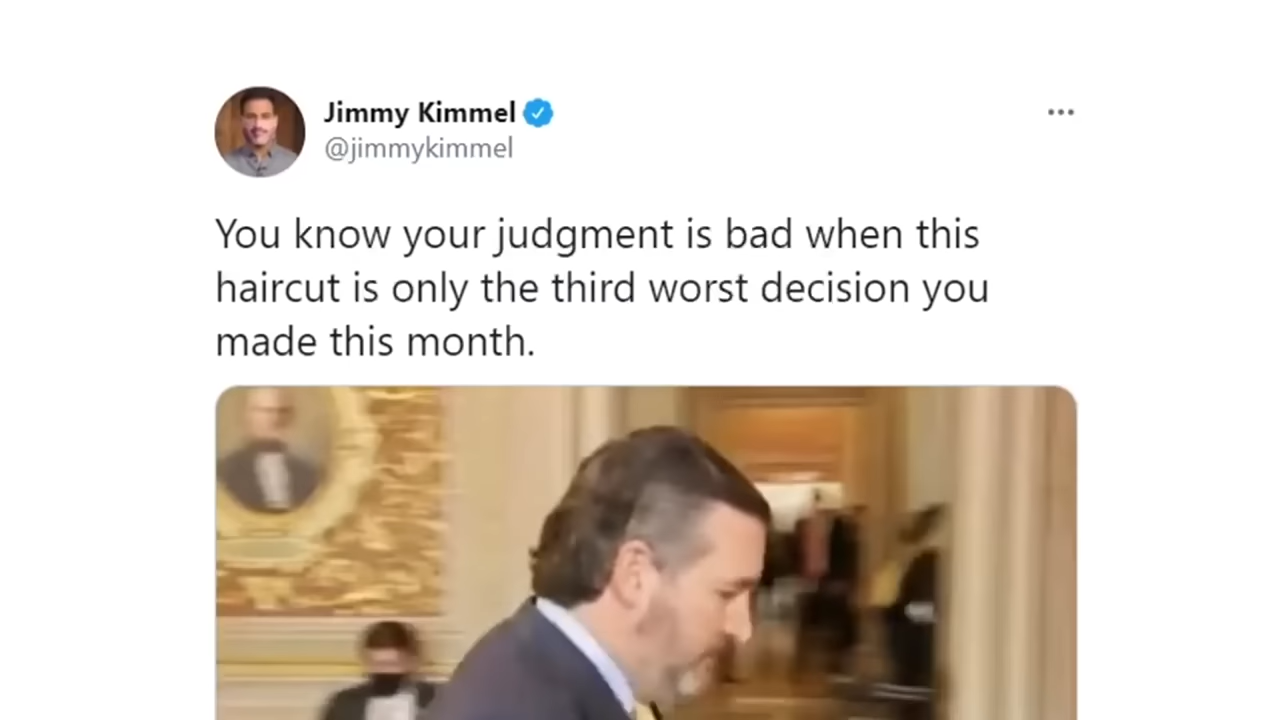 Jimmy Kimmel
@jimmykimmel
You know your judgment is bad when this
haircut is only the third worst decision you
made this month.